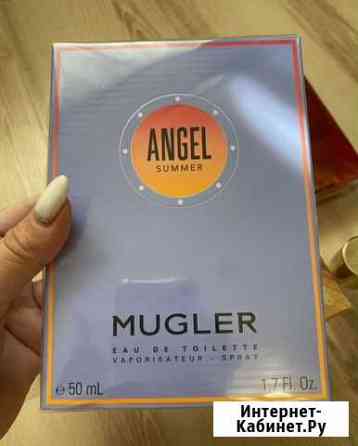 ANGEL
SUMMER
MUGLER
EAU DE TOILETTE
VAPORISATEUR - SPRAY
e 50 mL
1.7 Fl. Oz.
Интернет-
Кабинет.Ру